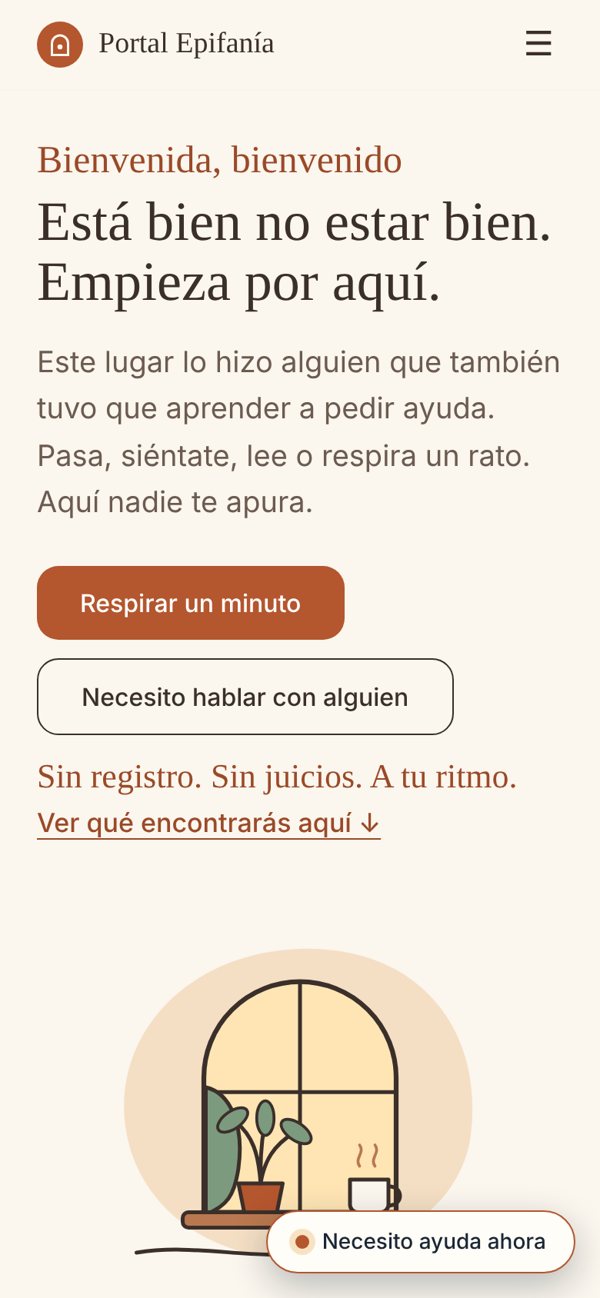 Portal Epifanía
Bienvenida, bienvenido
Está bien no estar bien.
Empieza por aquí.
Este lugar lo hizo alguien que también
tuvo que aprender a pedir ayuda.
Pasa, siéntate, lee o respira un rato.
Aquí nadie te apura.
Respirar un minuto
Necesito hablar con alguien
Sin registro. Sin juicios. A tu ritmo.
Ver qué encontrarás aquí ↓
Necesito ayuda ahora